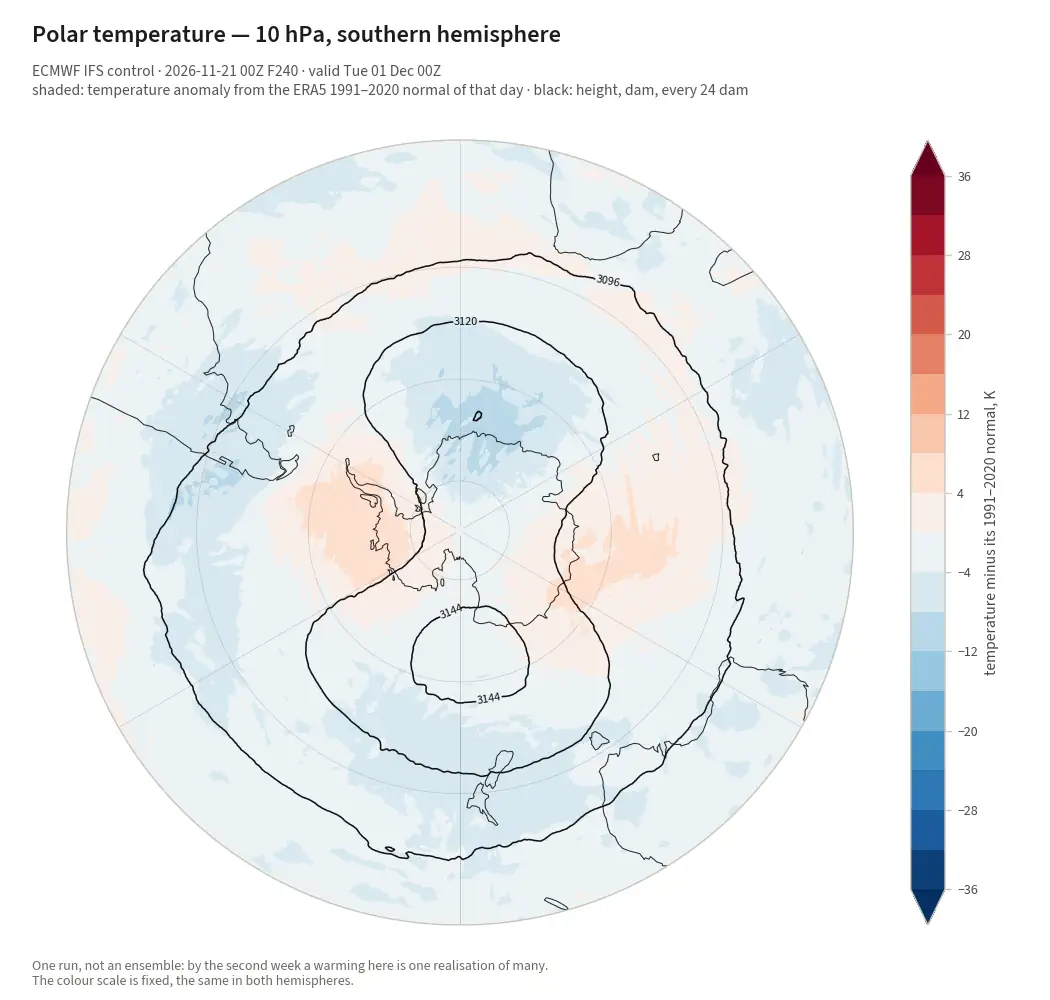 Polar temperature — 10 hPa, southern hemisphere
ECMWF IFS control · 2026-11-21 00Z F240 · valid Tue 01 Dec 00Z
shaded: temperature anomaly from the ERA5 1991–2020 normal of that day · black: height, dam, every 24 dam
3096
3120
3144
3144
36
28
20
12
4
−4
−12
−20
−28
−36
temperature minus its 1991–2020 normal, K
One run, not an ensemble: by the second week a warming here is one realisation of many.
The colour scale is fixed, the same in both hemispheres.